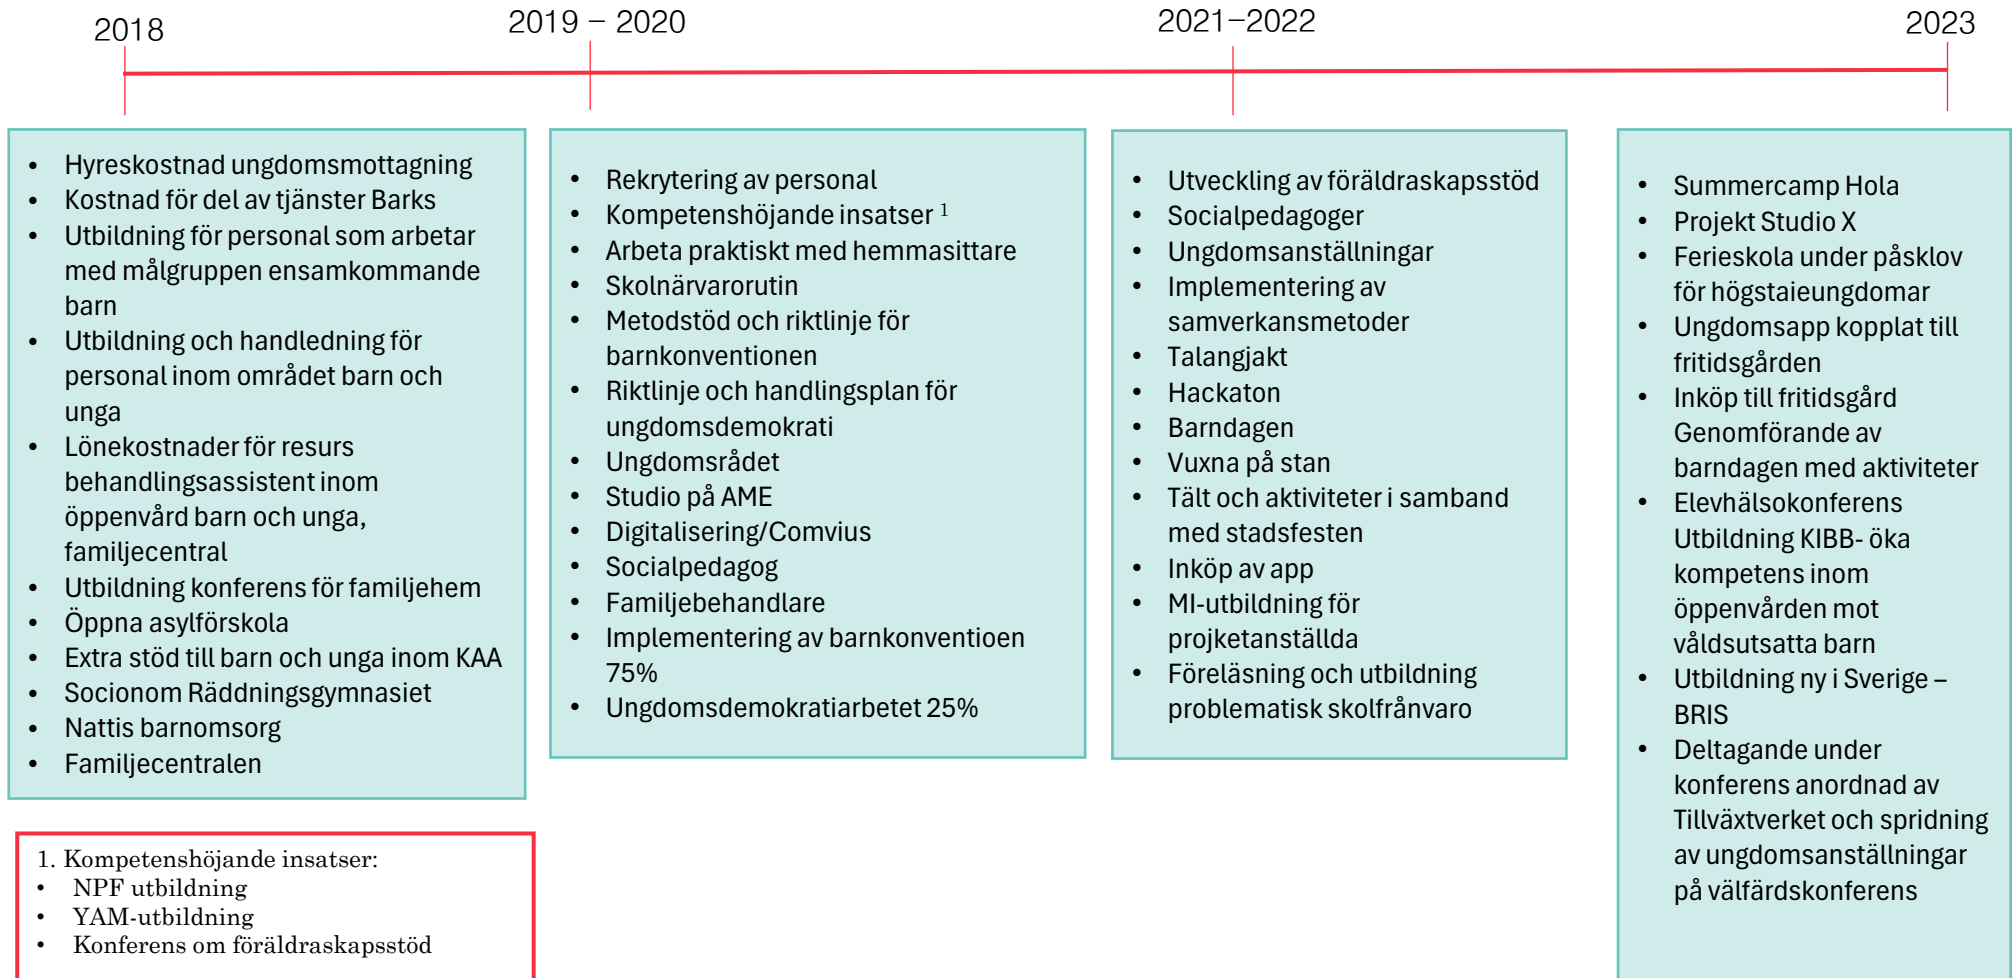 2018
2019 – 2020
2021–2022
2023
• Hyreskostnad ungdomsmottagning
• Kostnad för del av tjänster Barks
• Utbildning för personal som arbetar
med målgruppen ensamkommande
barn
• Utbildning och handledning för
personal inom området barn och
unga
• Lönekostnader för resurs
behandlingsassistent inom
öppenvård barn och unga,
familjecentral
• Utbildning konferens för familjehem
• Öppna asylförskola
• Extra stöd till barn och unga inom KAA
• Socionom Räddningsgymnasiet
• Nattis barnomsorg
• Familjecentralen
• Rekrytering av personal
• Kompetenshöjande insatser 1
• Arbeta praktiskt med hemmasittare
• Skolnärvarorutin
• Metodstöd och riktlinje för
barnkonventionen
• Riktlinje och handlingsplan för
ungdomsdemokrati
• Ungdomsrådet
• Studio på AME
• Digitalisering/Comvius
• Socialpedagog
• Familjebehandlare
• Implementering av barnkonventioen
75%
• Ungdomsdemokratiarbetet 25%
• Utveckling av föräldraskapsstöd
• Socialpedagoger
• Ungdomsanställningar
• Implementering av
samverkansmetoder
• Talangjakt
• Hackaton
• Barndagen
• Vuxna på stan
• Tält och aktiviteter i samband
med stadsfesten
• Inköp av app
• MI-utbildning för
projketanställda
• Föreläsning och utbildning
problematisk skolfrånvaro
• Summercamp Hola
• Projekt Studio X
• Ferieskola under påsklov
för högstaieungdomar
• Ungdomsapp kopplat till
fritidsgården
• Inköp till fritidsgård
Genomförande av
barndagen med aktiviteter
• Elevhälsokonferens
Utbildning KIBB- öka
kompetens inom
öppenvården mot
våldsutsatta barn
• Utbildning ny i Sverige –
BRIS
• Deltagande under
konferens anordnad av
Tillväxtverket och spridning
av ungdomsanställningar
på välfärdskonferens
1. Kompetenshöjande insatser:
• NPF utbildning
• YAM-utbildning
• Konferens om föräldraskapsstöd